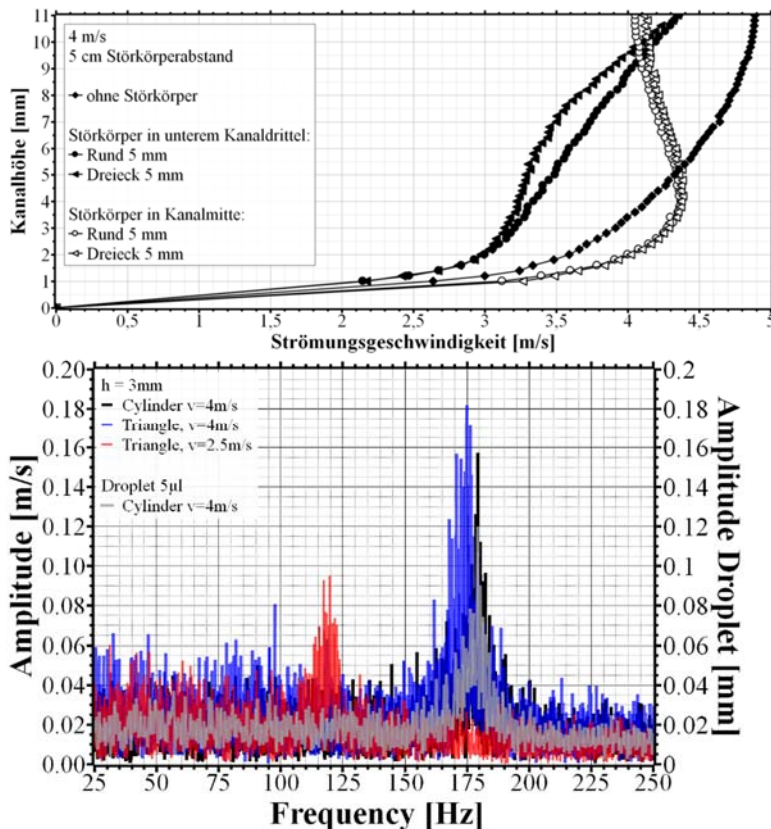 Kanalhöhe [mm]
11
10
9
8
7
6
5
4
3
2
1
0
4 m/s
5 cm Störkörperabstand
ohne Störkörper
Störkörper in unterem Kanaldrittel:
Rund 5 mm
Dreieck 5 mm
Störkörper in Kanalmitte:
Rund 5 mm
Dreieck 5 mm
0 0,5 1 1,5 2 2,5 3 3,5 4 4,5 5
Strömungsgeschwindigkeit [m/s]
Amplitude [m/s]
0.20
0.18
0.16
0.14
0.12
0.10
0.08
0.06
0.04
0.02
0.00
h = 3mm
Cylinder v=4m/s
Triangle, v=4m/s
Triangle, v=2.5m/s
Droplet 5µl
Cylinder v=4m/s
0.2
0.18
0.16
0.14
0.12
0.1
0.08
0.06
0.04
0.02
0
Amplitude Droplet [mm]
25 50 75 100 125 150 175 200 225 250
Frequency [Hz]